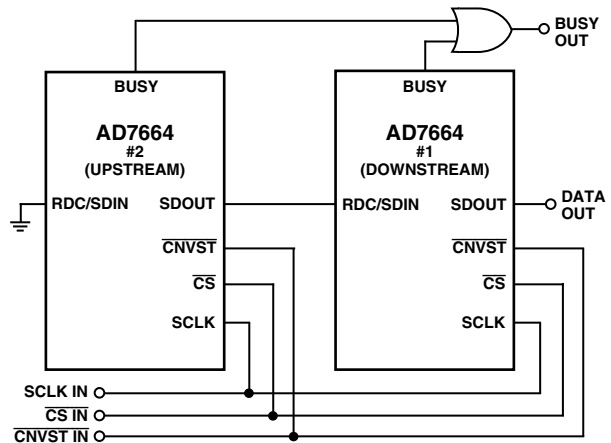 BUSY
OUT
BUSY
BUSY
AD7664
#2
(UPSTREAM)
AD7664
#1
(DOWNSTREAM)
RDC/SDIN
SDOUT
RDC/SDIN
SDOUT
DATA
OUT
CNVST
CNVST
CS
CS
SCLK
SCLK
SCLK IN
CS IN
CNVST IN